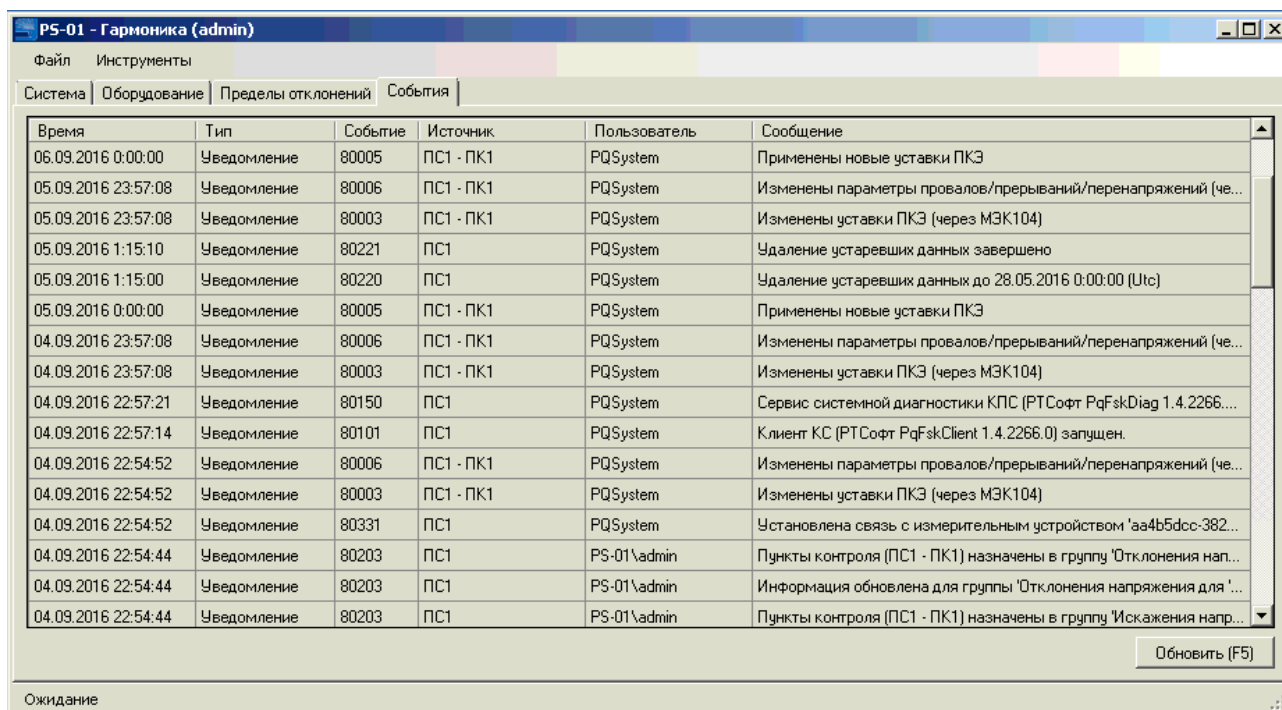 PS-01 - Гармоника (admin)
Файл Инструменты
Система Оборудование Пределы отклонений События
Время Тип Событие Источник Пользователь Сообщение
06.09.2016 0:00:00 Уведомление 80005 ПС1 - ПК1 PQSystem Применены новые уставки ПКЭ
05.09.2016 23:57:08 Уведомление 80006 ПС1 - ПК1 PQSystem Изменены параметры провалов/прерываний/перенапряжений (че...
05.09.2016 23:57:08 Уведомление 80003 ПС1 - ПК1 PQSystem Изменены уставки ПКЭ (через МЭК104)
05.09.2016 1:15:10 Уведомление 80221 ПС1 PQSystem Удаление устаревших данных завершено
05.09.2016 1:15:00 Уведомление 80220 ПС1 PQSystem Удаление устаревших данных до 28.05.2016 0:00:00 (Utc)
05.09.2016 0:00:00 Уведомление 80005 ПС1 - ПК1 PQSystem Применены новые уставки ПКЭ
04.09.2016 23:57:08 Уведомление 80006 ПС1 - ПК1 PQSystem Изменены параметры провалов/прерываний/перенапряжений (че...
04.09.2016 23:57:08 Уведомление 80003 ПС1 - ПК1 PQSystem Изменены уставки ПКЭ (через МЭК104)
04.09.2016 22:57:21 Уведомление 80150 ПС1 PQSystem Сервис системной диагностики КПС (РТСофт PqFskDiag 1.4.2266....
04.09.2016 22:57:14 Уведомление 80101 ПС1 PQSystem Клиент КС (РТСофт PqFskClient 1.4.2266.0) запущен.
04.09.2016 22:54:52 Уведомление 80006 ПС1 - ПК1 PQSystem Изменены параметры провалов/прерываний/перенапряжений (че...
04.09.2016 22:54:52 Уведомление 80003 ПС1 - ПК1 PQSystem Изменены уставки ПКЭ (через МЭК104)
04.09.2016 22:54:52 Уведомление 80331 ПС1 PQSystem Установлена связь с измерительным устройством 'aa4b5dcc-382...
04.09.2016 22:54:44 Уведомление 80203 ПС1 PS-01\admin Пункты контроля (ПС1 - ПК1) назначены в группу 'Отклонения нап...
04.09.2016 22:54:44 Уведомление 80203 ПС1 PS-01\admin Информация обновлена для группы 'Отклонения напряжения для '...
04.09.2016 22:54:44 Уведомление 80203 ПС1 PS-01\admin Пункты контроля (ПС1 - ПК1) назначены в группу 'Искажения напр...
Обновить (F5)
Ожидание